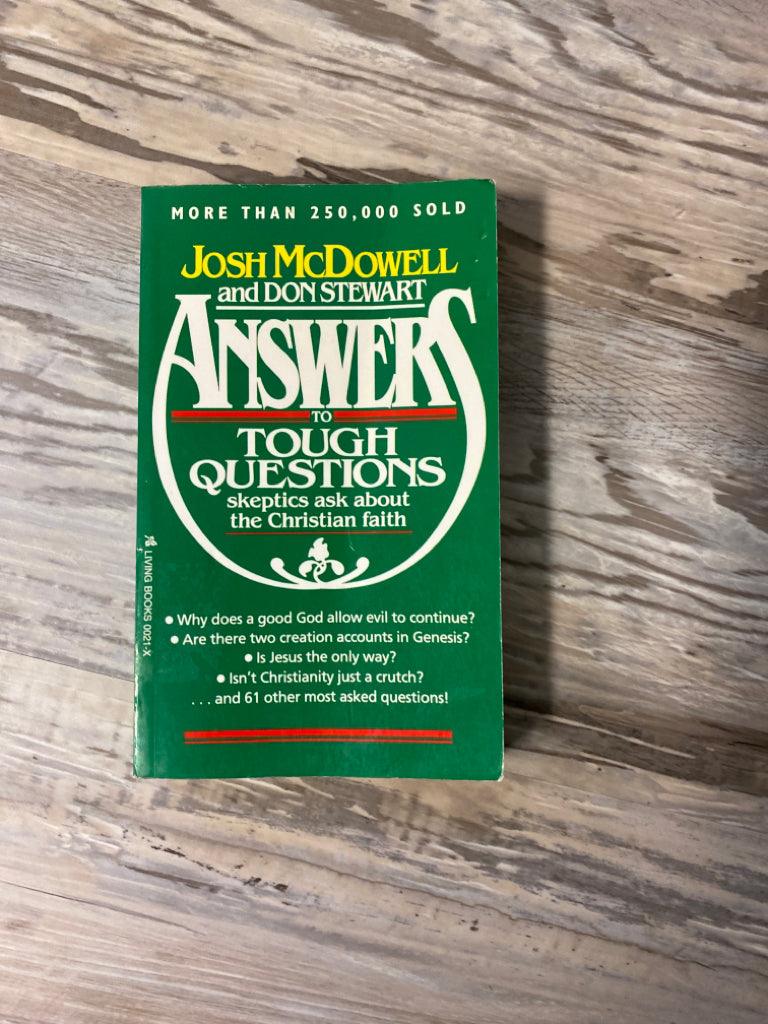 MORE THAN 250,000 SOLD
JOSH MCDOWELL
and DON STEWART
ANSWERS
TO
TOUGH
QUESTIONS
skeptics ask about
the Christian faith
LIVING BOOKS 0021-X
• Why does a good God allow evil to continue?
• Are there two creation accounts in Genesis?
• Is Jesus the only way?
• Isn't Christianity just a crutch?
. . . and 61 other most asked questions!